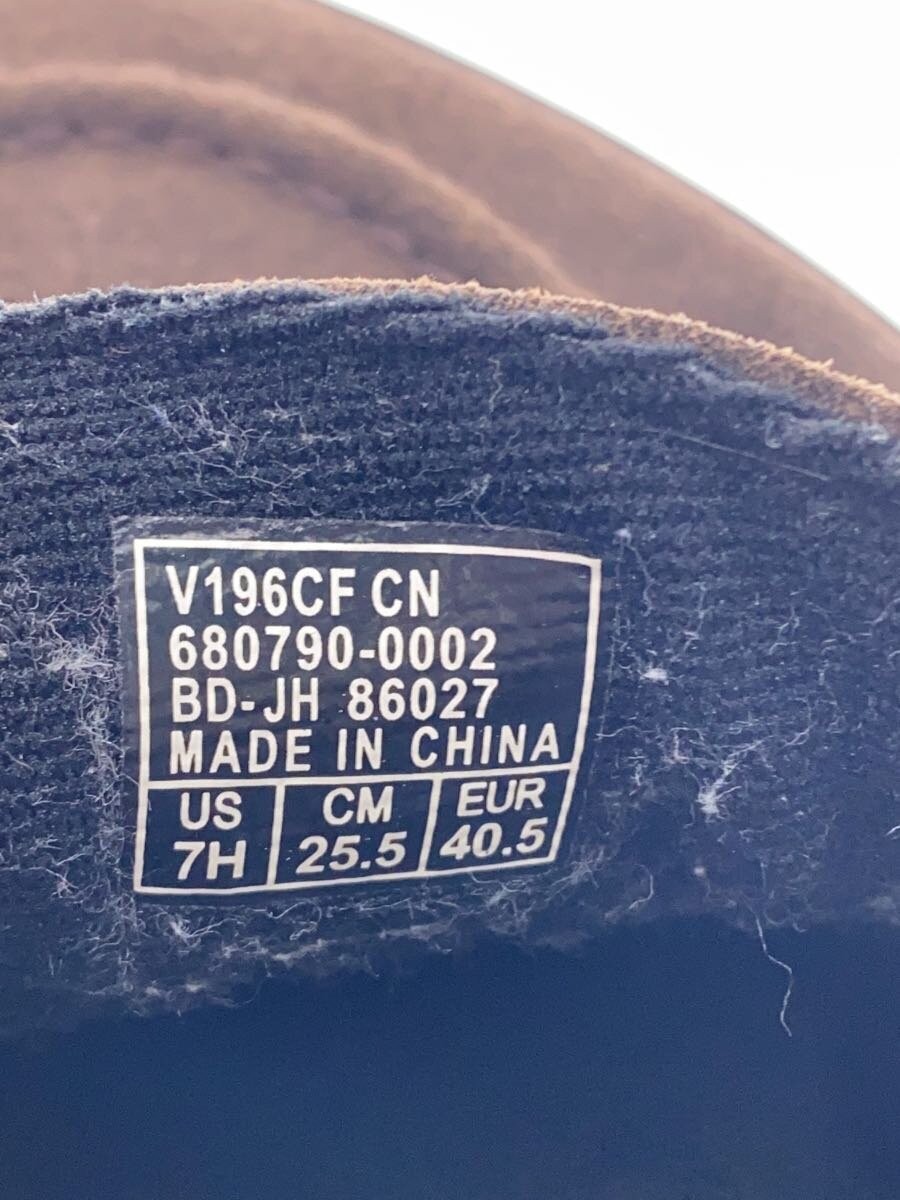 V196CF CN
680790-0002
BD-JH 86027
MADE IN CHINA
US CM EUR
7H 25.5 40.5